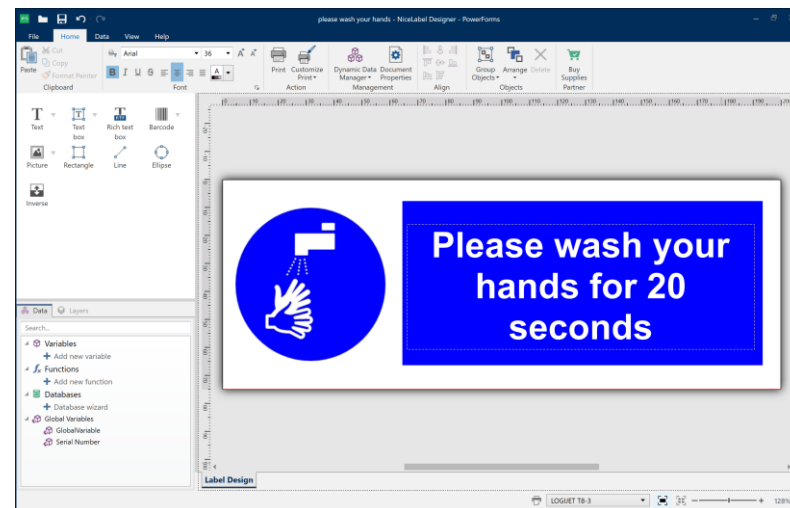 please wash your hands - NiceLabel Designer - PowerForms
File Home Data View Help
Paste
Cut
Copy
Format Painter
Clipboard
Arial 36
B I U S
Font
Print
Customize Print
Action
Dynamic Data Manager
Document Properties
Management
Align
Group Objects
Arrange
Delete
Objects
Buy Supplies
Partner
Text
Text box
Rich text box
Barcode
Picture
Rectangle
Line
Ellipse
Inverse
Please wash your
hands for 20
seconds
Data Layers
Search...
Variables
Add new variable
Functions
Add new function
Databases
Database wizard
Global Variables
GlobalVariable
Serial Number
Label Design
LOGIJET T8-3
128%